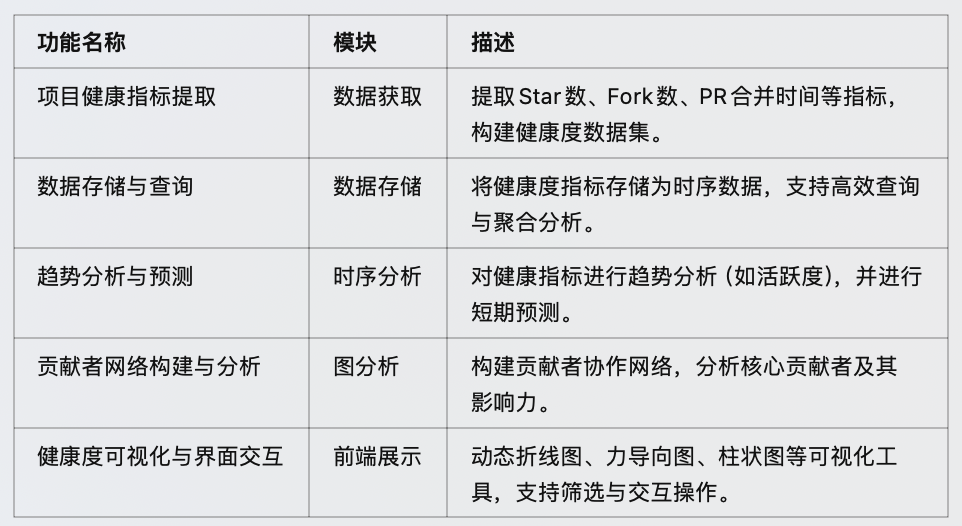 功能名称 模块 描述
项目健康指标提取 数据获取 提取 Star 数、Fork 数、PR 合并时间等指标，
构建健康度数据集。
数据存储与查询 数据存储 将健康度指标存储为时序数据，支持高效查询
与聚合分析。
趋势分析与预测 时序分析 对健康指标进行趋势分析（如活跃度），并进行
短期预测。
贡献者网络构建与分析 图分析 构建贡献者协作网络，分析核心贡献者及其
影响力。
健康度可视化与界面交互 前端展示 动态折线图、力导向图、柱状图等可视化工
具，支持筛选与交互操作。